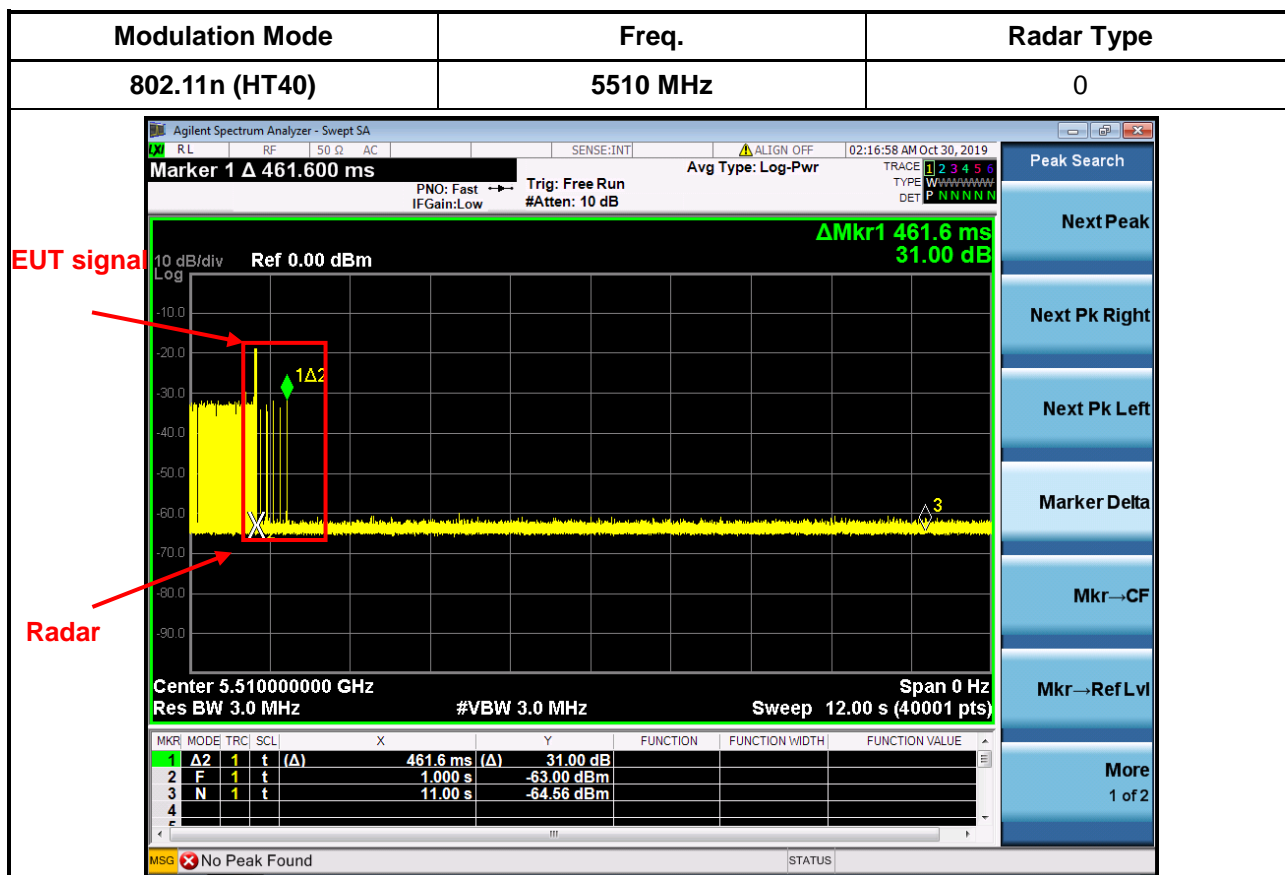 Modulation Mode Freq. Radar Type
802.11n (HT40) 5510 MHz 0
Agilent Spectrum Analyzer - Swept SA
LXI RL RF 50 Ω AC SENSE:INT ALIGN OFF 02:16:58 AM Oct 30, 2019
Marker 1 Δ 461.600 ms
PNO: Fast
IFGain:Low
Trig: Free Run
#Atten: 10 dB
Avg Type: Log-Pwr
TRACE 1 2 3 4 5 6
TYPE WWWWWW
DET P N N N N N
Peak Search
Next Peak
Next Pk Right
Next Pk Left
Marker Delta
Mkr→CF
Mkr→Ref Lvl
More
1 of 2
ΔMkr1 461.6 ms
31.00 dB
10 dB/div Ref 0.00 dBm
Log
EUT signal
-10.0
-20.0
-30.0
-40.0
-50.0
-60.0
-70.0
-80.0
-90.0
1Δ2
X
3
Radar
Center 5.510000000 GHz Span 0 Hz
Res BW 3.0 MHz #VBW 3.0 MHz Sweep 12.00 s (40001 pts)
MKR MODE TRC SCL X Y FUNCTION FUNCTION WIDTH FUNCTION VALUE
1 Δ2 1 t (Δ) 461.6 ms (Δ) 31.00 dB
2 F 1 t 1.000 s -63.00 dBm
3 N 1 t 11.00 s -64.56 dBm
4
MSG No Peak Found STATUS